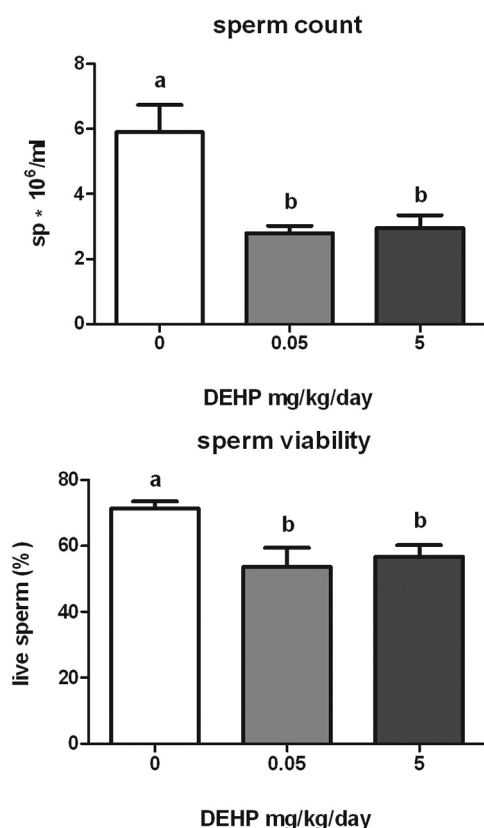 sperm count
8
a
6
sp * 10⁶/ml
4
b
b
2
0
0
0.05
5
DEHP mg/kg/day
sperm viability
80
a
b
b
60
live sperm (%)
40
20
0
0
0.05
5
DEHP mg/kg/day